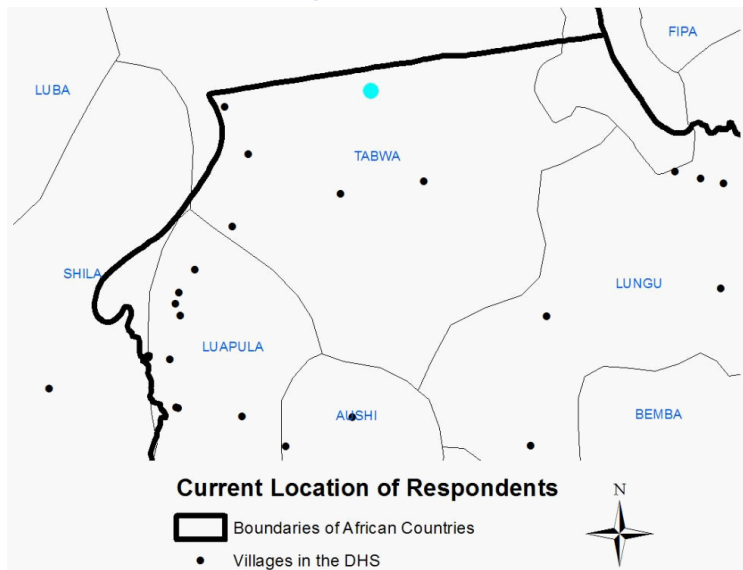 FIPA
LUBA
TABWA
SHILA
LUNGU
LUAPULA
AUSHI
BEMBA
Current Location of Respondents
N
Boundaries of African Countries
Villages in the DHS